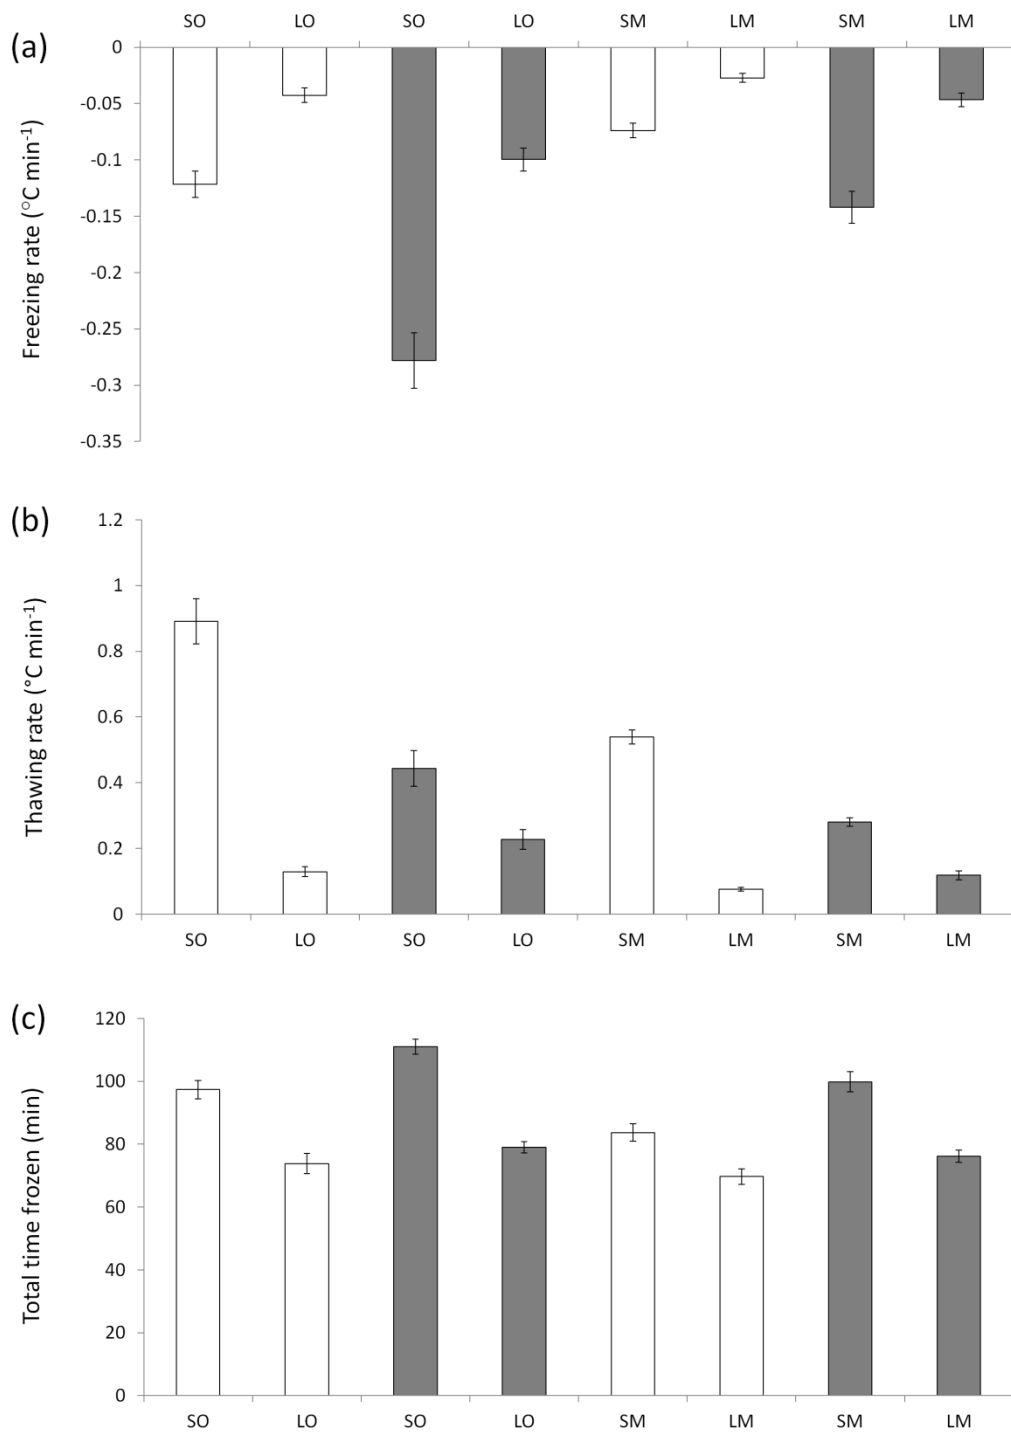 SO LO SO LO SM LM SM LM
(a)
0
-0.05
-0.1
-0.15
-0.2
-0.25
-0.3
-0.35
Freezing rate (°C min⁻¹)
(b)
1.2
1
0.8
0.6
0.4
0.2
0
Thawing rate (°C min⁻¹)
SO LO SO LO SM LM SM LM
(c)
120
100
80
60
40
20
0
Total time frozen (min)
SO LO SO LO SM LM SM LM